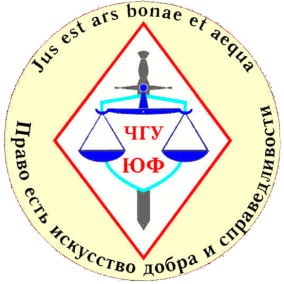 Jus est ars bonae et aequa
ЧГУ
ЮФ
Право есть искусство добра и справедливости